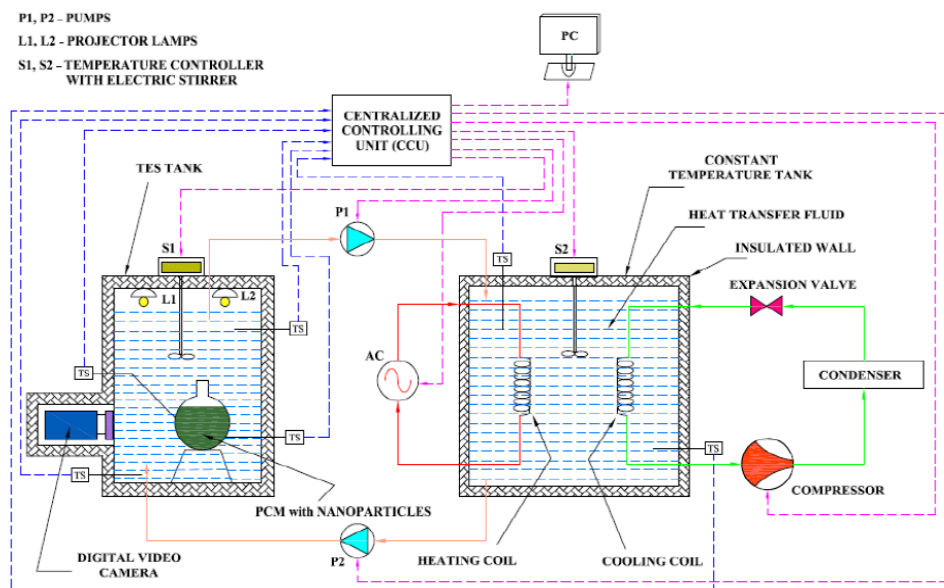 P1, P2 – PUMPS
L1, L2 - PROJECTOR LAMPS
S1, S2 – TEMPERATURE CONTROLLER
WITH ELECTRIC STIRRER
PC
CENTRALIZED
CONTROLLING
UNIT (CCU)
TES TANK
CONSTANT
TEMPERATURE TANK
P1
HEAT TRANSFER FLUID
S1
S2
INSULATED WALL
TS
EXPANSION VALVE
L1
L2
TS
AC
CONDENSER
TS
TS
TS
TS
COMPRESSOR
PCM with NANOPARTICLES
DIGITAL VIDEO
CAMERA
P2
HEATING COIL
COOLING COIL